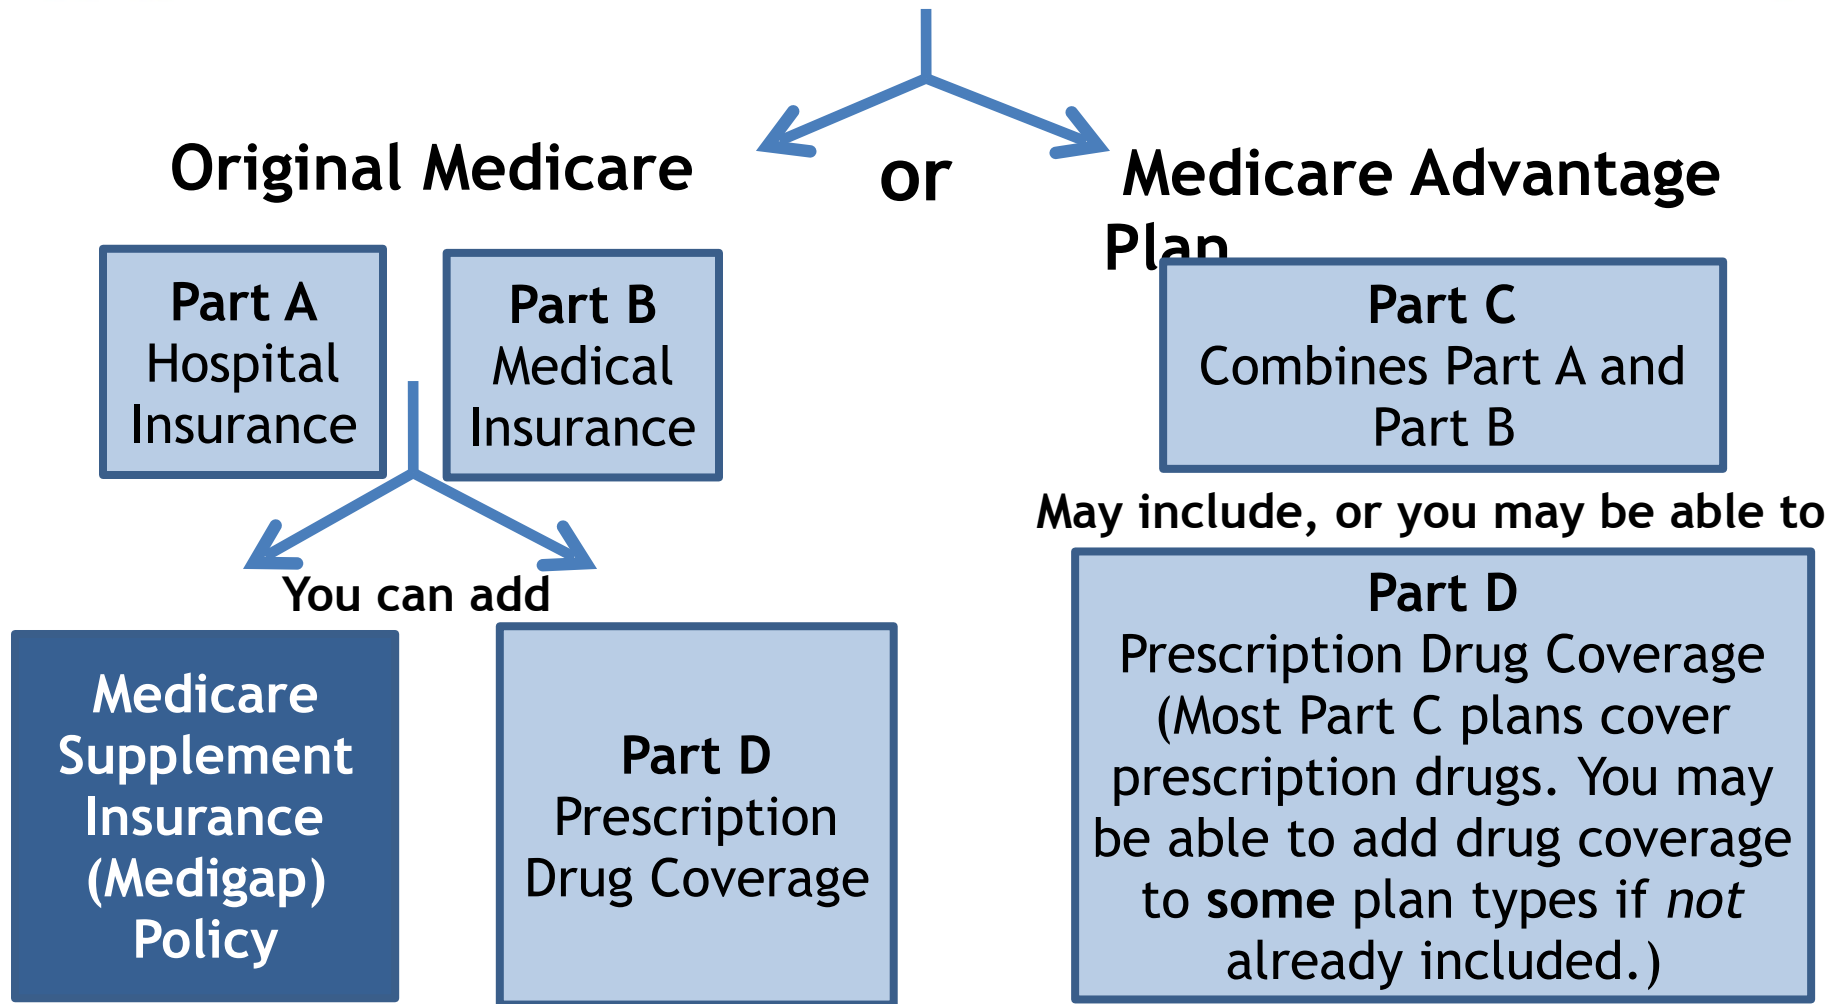 Original Medicare
or
Medicare Advantage
Plan
Part A
Hospital
Insurance
Part B
Medical
Insurance
You can add
Medicare
Supplement
Insurance
(Medigap)
Policy
Part D
Prescription
Drug Coverage
Part C
Combines Part A and
Part B
May include, or you may be able to
Part D
Prescription Drug Coverage
(Most Part C plans cover
prescription drugs. You may
be able to add drug coverage
to some plan types if not
already included.)